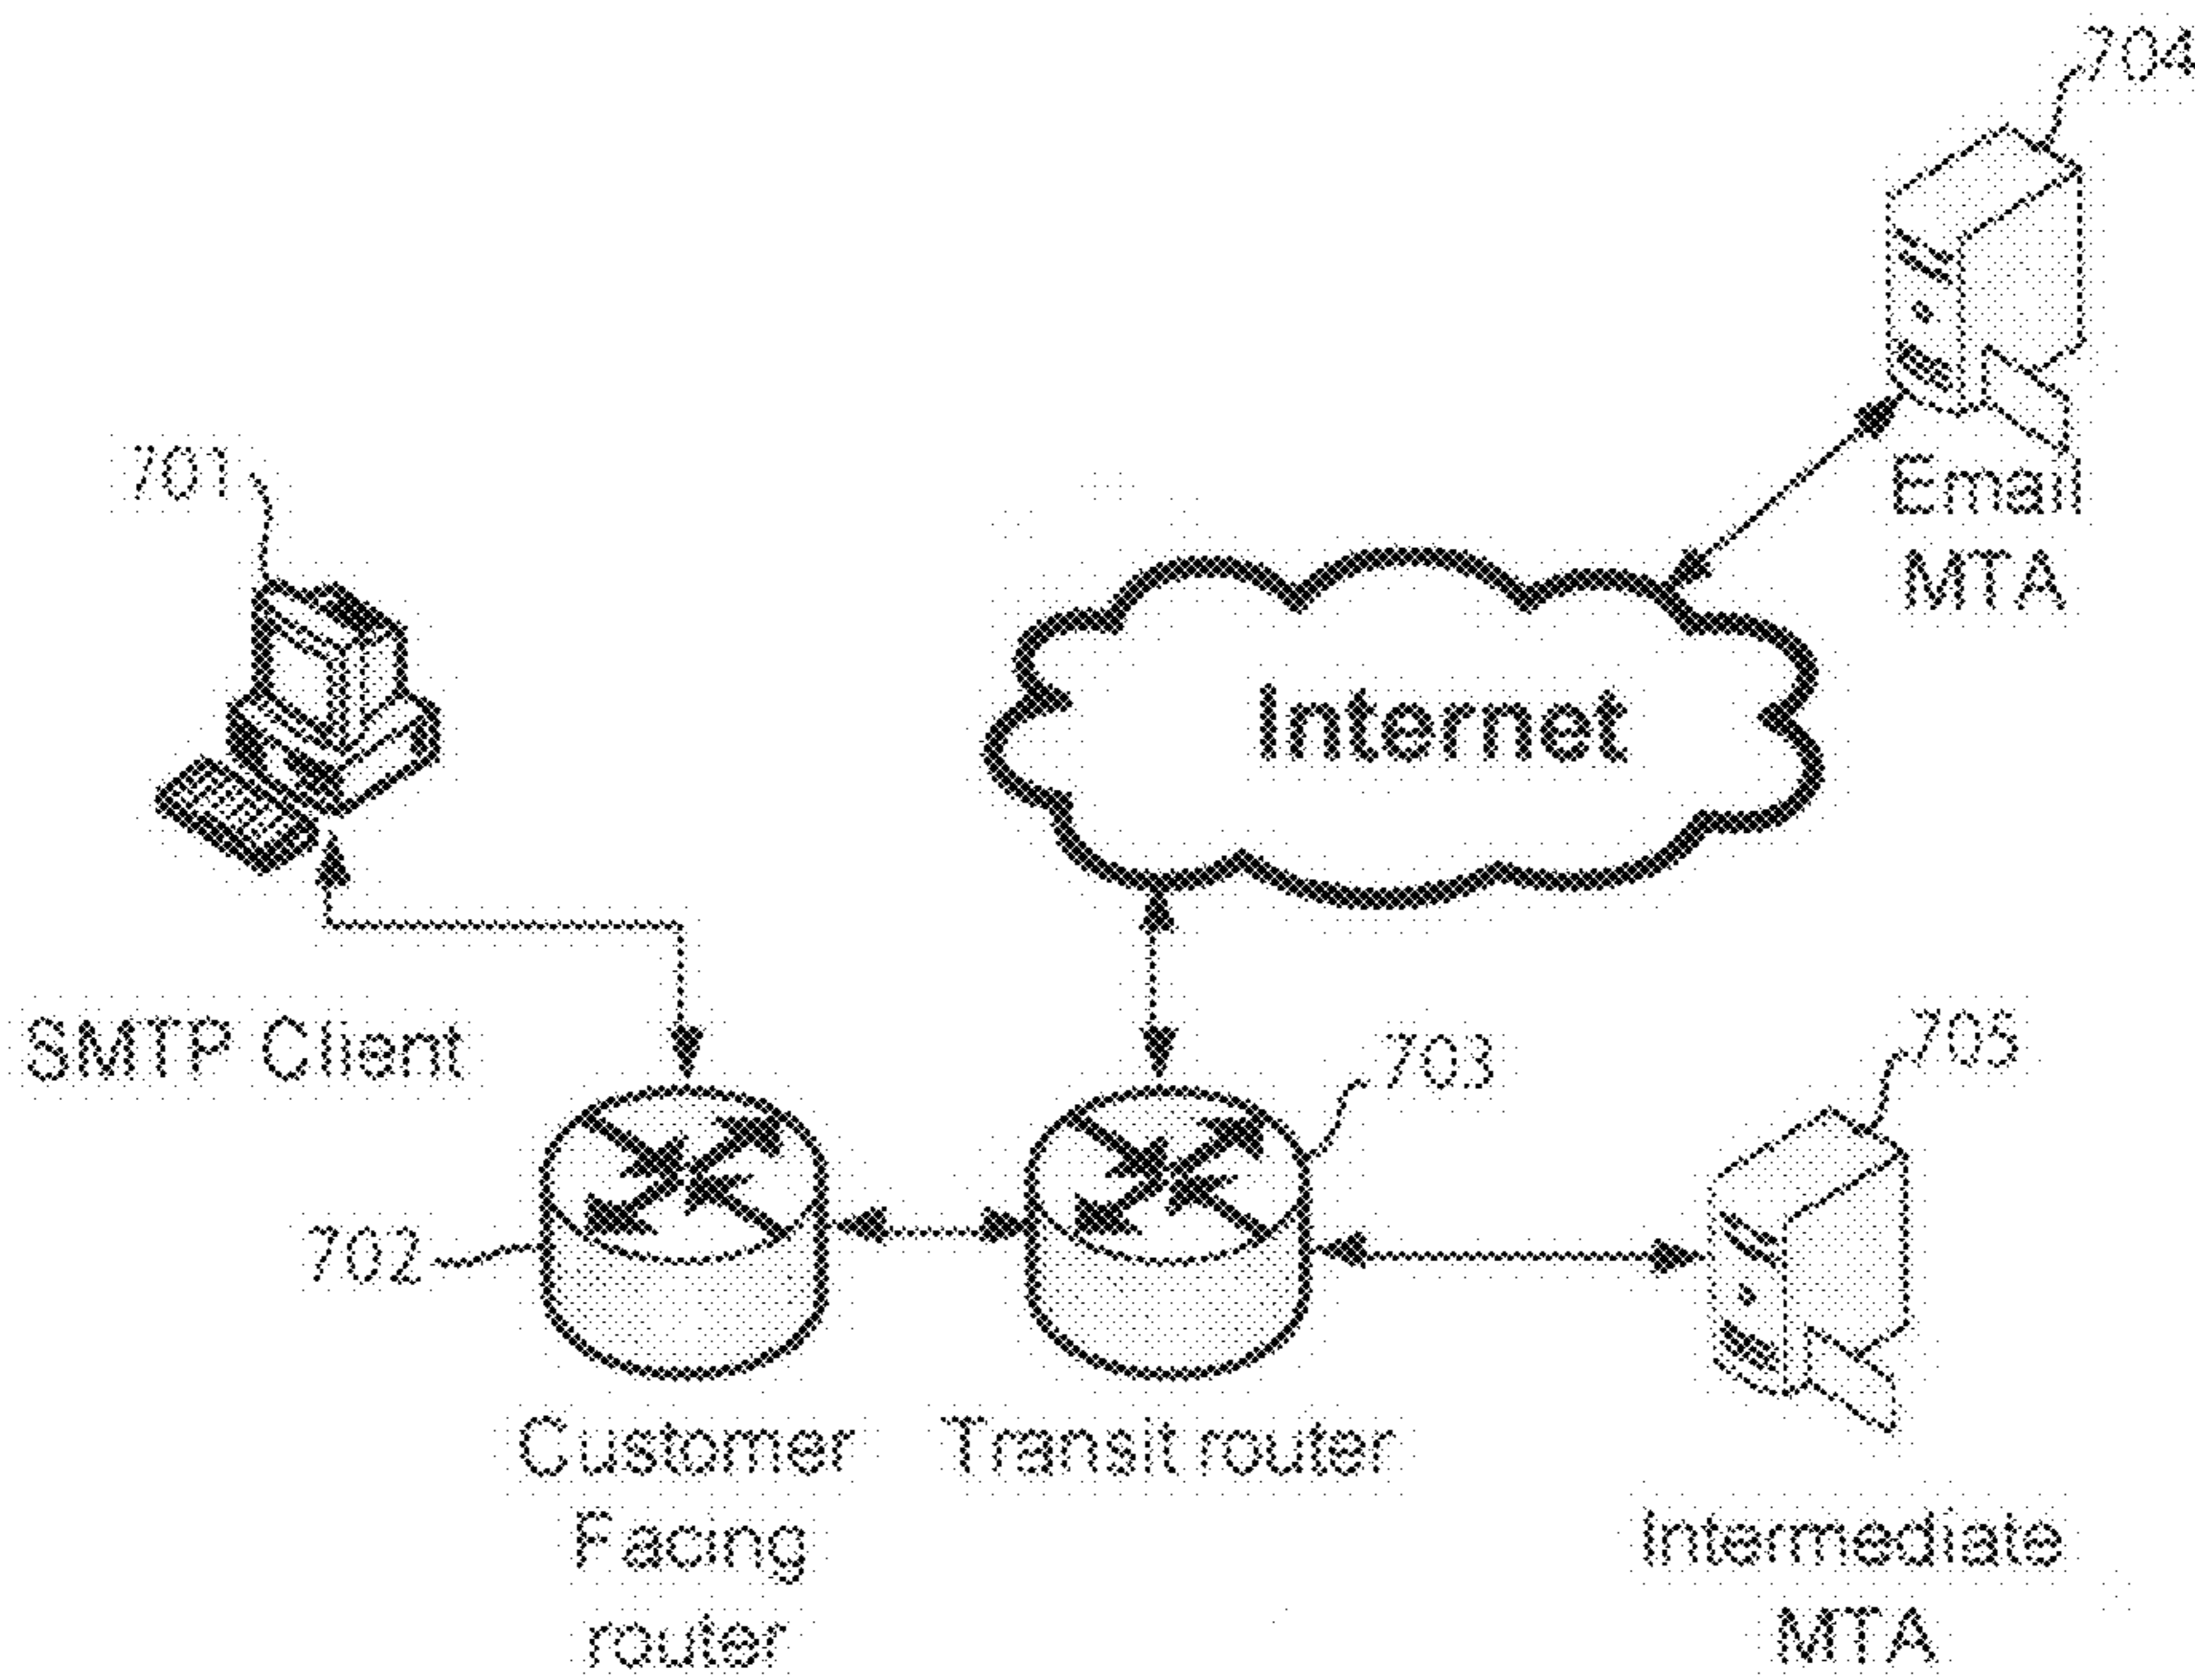 704
701
Email
MTA
Internet
SMTP Client
703
705
702
Customer
Facing
router
Transit router
Intermediate
MTA